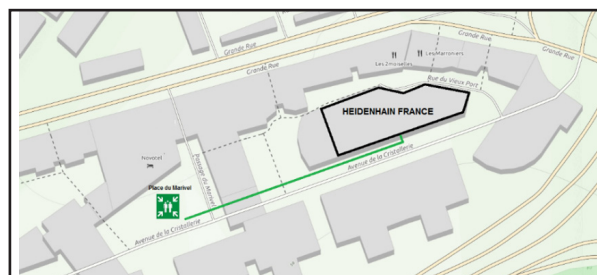 Grande Rue
Grande Rue
Grande Rue
Grande Rue
Les 2 Noisettes
Les Marronniers
Rue du Vieux Pont
HEIDENHAIN FRANCE
Avenue de la Cristallerie
Novotel
Passage du Marivel
Place du Marivel
Avenue de la Cristallerie